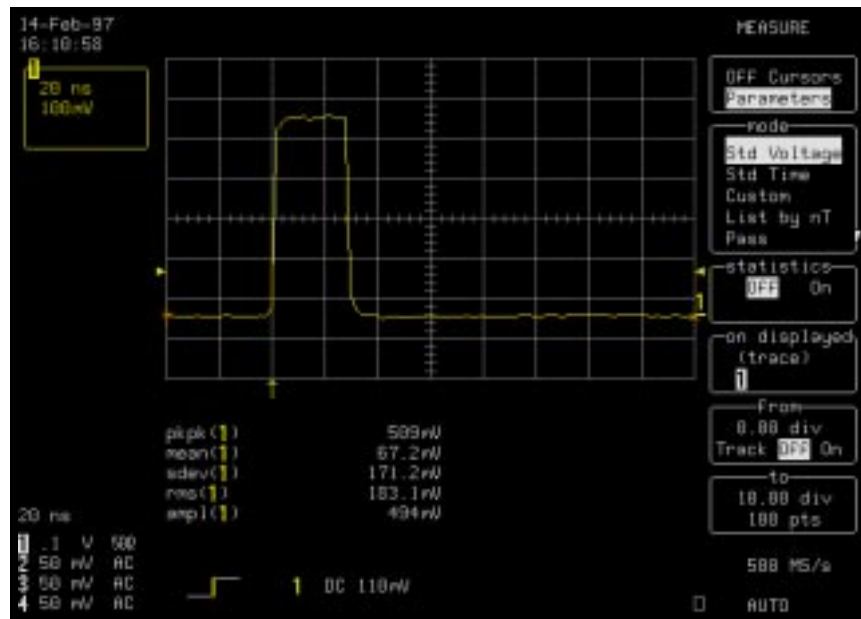 14-Feb-97
16:10:58
1
20 ns
100mV
MEASURE
OFF Cursors
Parameters
mode
Std Voltage
Std Time
Custom
List by nT
Pass
statistics
OFF On
1
on displayed
(trace)
1
from
0.00 div
Track OFF On
to
10.00 div
100 pts
pkpk(1) 509mV
mean(1) 67.2mV
sdev(1) 171.2mV
rms(1) 183.1mV
ampl(1) 494mV
20 ns
1 .1 V 50Ω
2 50 mV AC
3 50 mV AC
4 50 mV AC
1 DC 110mV
500 MS/s
AUTO